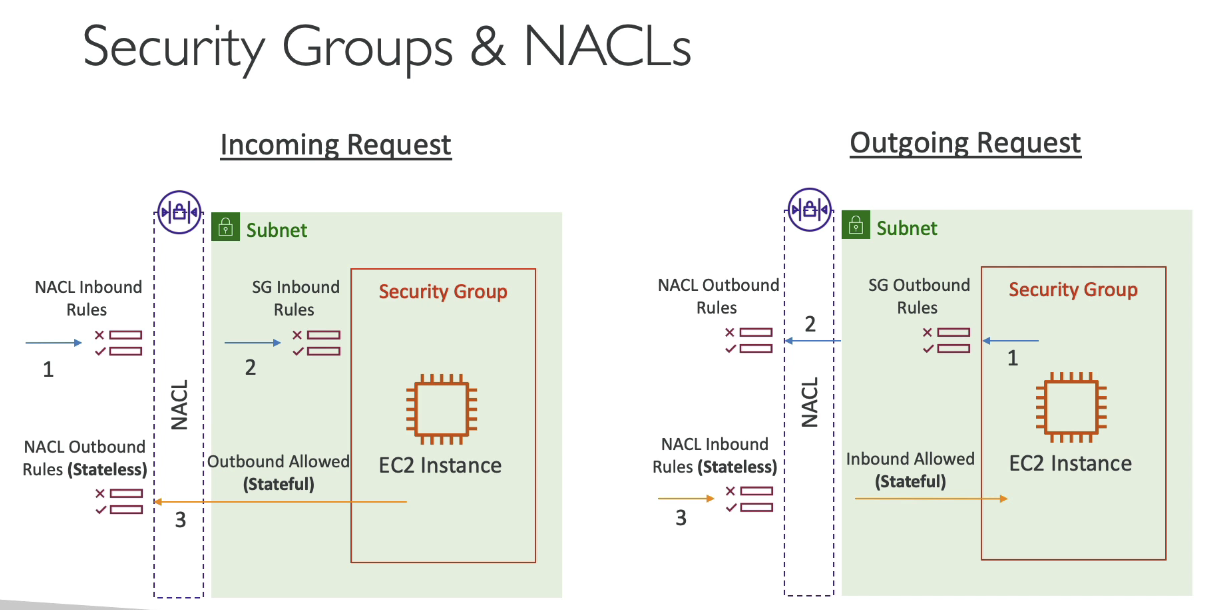 Security Groups & NACLs
Incoming Request
Subnet
NACL Inbound
Rules
1
SG Inbound
Rules
2
Security Group
NACL
EC2 Instance
NACL Outbound
Rules (Stateless)
Outbound Allowed
(Stateful)
3
Outgoing Request
Subnet
NACL Outbound
Rules
2
SG Outbound
Rules
1
Security Group
NACL
EC2 Instance
NACL Inbound
Rules (Stateless)
3
Inbound Allowed
(Stateful)